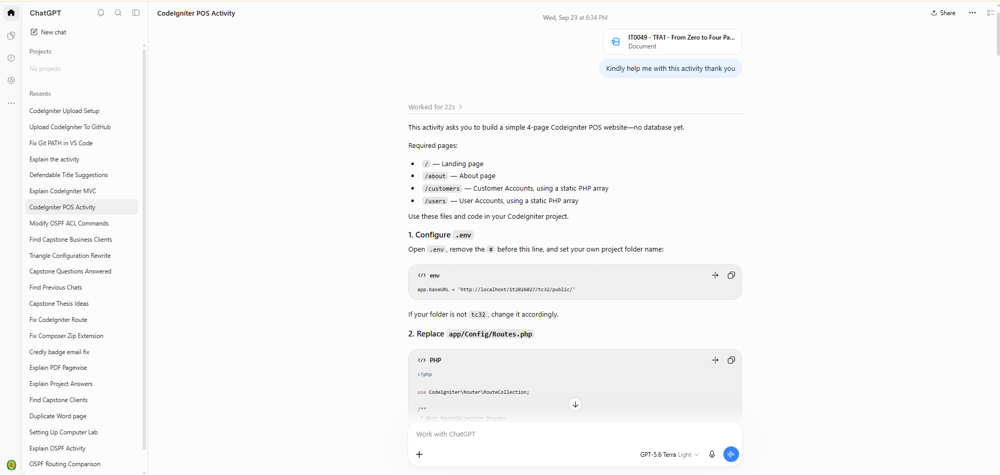 ChatGPT
New chat
Projects
No projects
Recents
CodeIgniter Upload Setup
Upload CodeIgniter To GitHub
Fix Git PATH in VS Code
Explain the activity
Defendable Title Suggestions
Explain CodeIgniter MVC
CodeIgniter POS Activity
Modify OSPF ACL Commands
Find Capstone Business Clients
Triangle Configuration Rewrite
Capstone Questions Answered
Find Previous Chats
Capstone Thesis Ideas
Fix CodeIgniter Route
Fix Composer Zip Extension
Credly badge email fix
Explain PDF Pagewise
Explain Project Answers
Find Capstone Clients
Duplicate Word page
Setting Up Computer Lab
Explain OSPF Activity
OSPF Routing Comparison
CodeIgniter POS Activity
Share
Wed, Sep 23 at 6:34 PM
IT0049 - TFA1 - From Zero to Four Pa...
Document
Kindly help me with this activity thank you
Worked for 22s
This activity asks you to build a simple 4-page CodeIgniter POS website—no database yet.
Required pages:
• / — Landing page
• /about — About page
• /customers — Customer Accounts, using a static PHP array
• /users — User Accounts, using a static PHP array
Use these files and code in your CodeIgniter project.
1. Configure .env
Open .env, remove the # before this line, and set your own project folder name:
env
app.baseURL = 'http://localhost/1t2026027/tc32/public/'
If your folder is not tc32, change it accordingly.
2. Replace app/Config/Routes.php
PHP
<?php
use CodeIgniter\Router\RouteCollection;
/**
* @var RouteCollection $routes
Work with ChatGPT
GPT-5.6 Terra Light